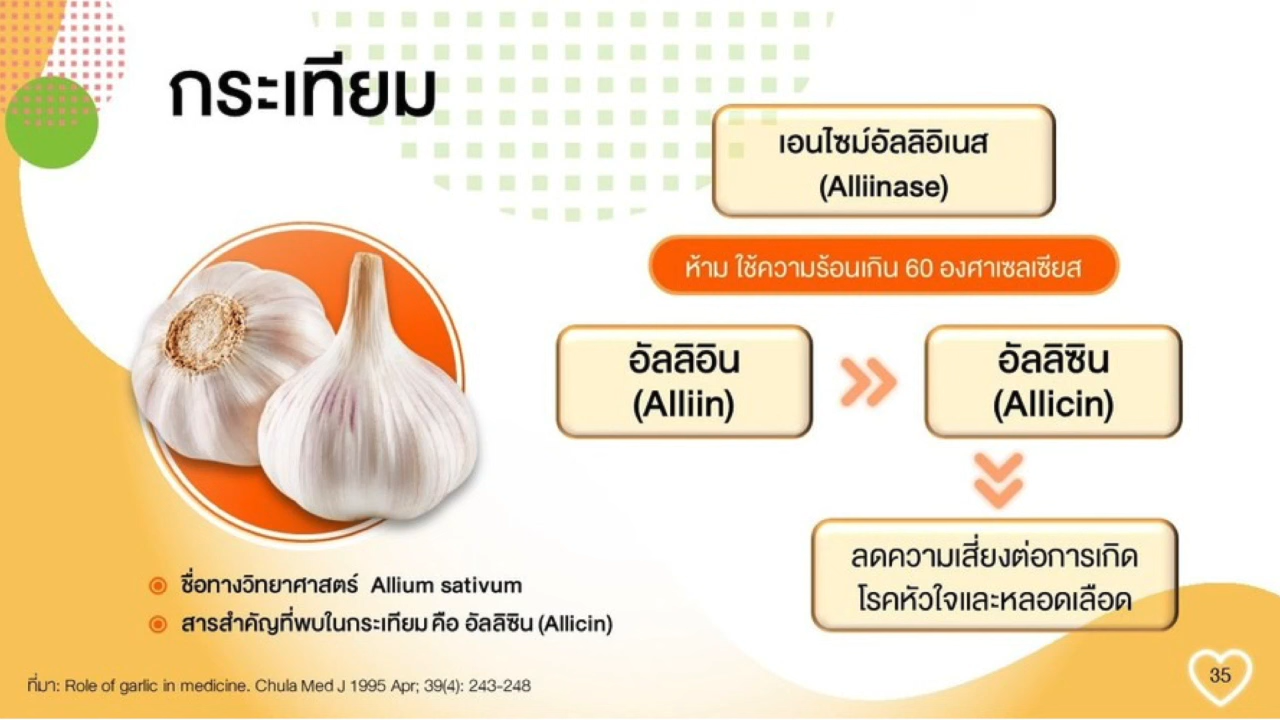 กระเทียม
เอนไซม์อัลลิอิเนส
(Alliinase)
ห้าม ใช้ความร้อนเกิน 60 องศาเซลเซียส
อัลลิอิน
(Alliin)
อัลลิซิน
(Allicin)
ลดความเสี่ยงต่อการเกิด
โรคหัวใจและหลอดเลือด
ชื่อทางวิทยาศาสตร์ Allium sativum
สารสำคัญที่พบในกระเทียม คือ อัลลิซิน (Allicin)
ที่มา: Role of garlic in medicine. Chula Med J 1995 Apr; 39(4): 243-248
35